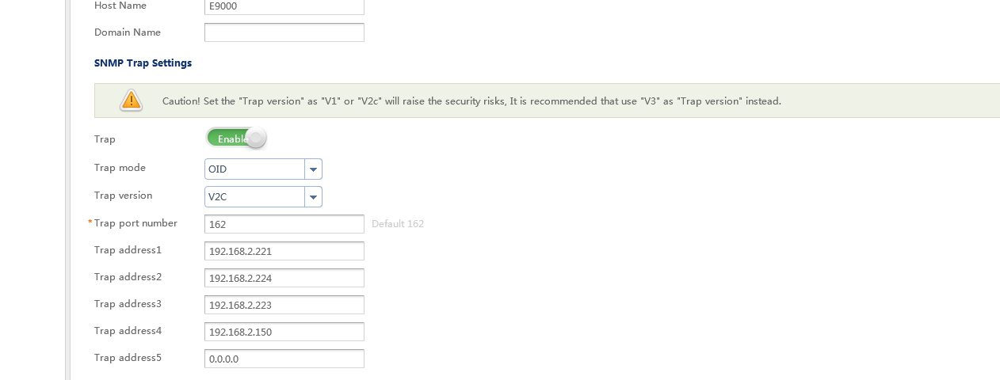 Host Name E9000
Domain Name
SNMP Trap Settings
Caution! Set the "Trap version" as "V1" or "V2c" will raise the security risks, It is recommended that use "V3" as "Trap version" instead.
Trap Enable
Trap mode OID
Trap version V2C
* Trap port number 162 Default 162
Trap address1 192.168.2.221
Trap address2 192.168.2.224
Trap address3 192.168.2.223
Trap address4 192.168.2.150
Trap address5 0.0.0.0